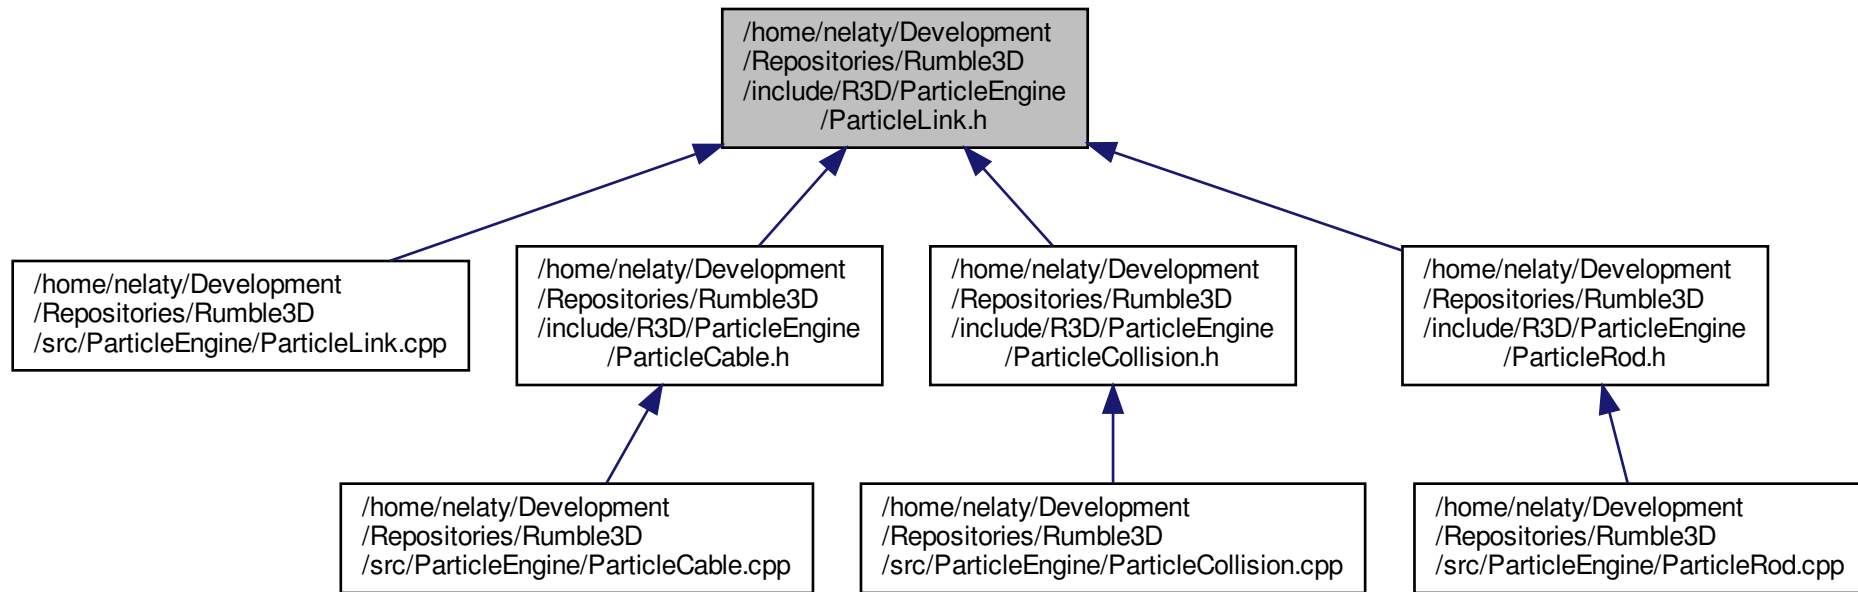 /home/nelaty/Development
/Repositories/Rumble3D
/include/R3D/ParticleEngine
/ParticleLink.h
/home/nelaty/Development
/Repositories/Rumble3D
/src/ParticleEngine/ParticleLink.cpp
/home/nelaty/Development
/Repositories/Rumble3D
/include/R3D/ParticleEngine
/ParticleCable.h
/home/nelaty/Development
/Repositories/Rumble3D
/include/R3D/ParticleEngine
/ParticleCollision.h
/home/nelaty/Development
/Repositories/Rumble3D
/include/R3D/ParticleEngine
/ParticleRod.h
/home/nelaty/Development
/Repositories/Rumble3D
/src/ParticleEngine/ParticleCable.cpp
/home/nelaty/Development
/Repositories/Rumble3D
/src/ParticleEngine/ParticleCollision.cpp
/home/nelaty/Development
/Repositories/Rumble3D
/src/ParticleEngine/ParticleRod.cpp